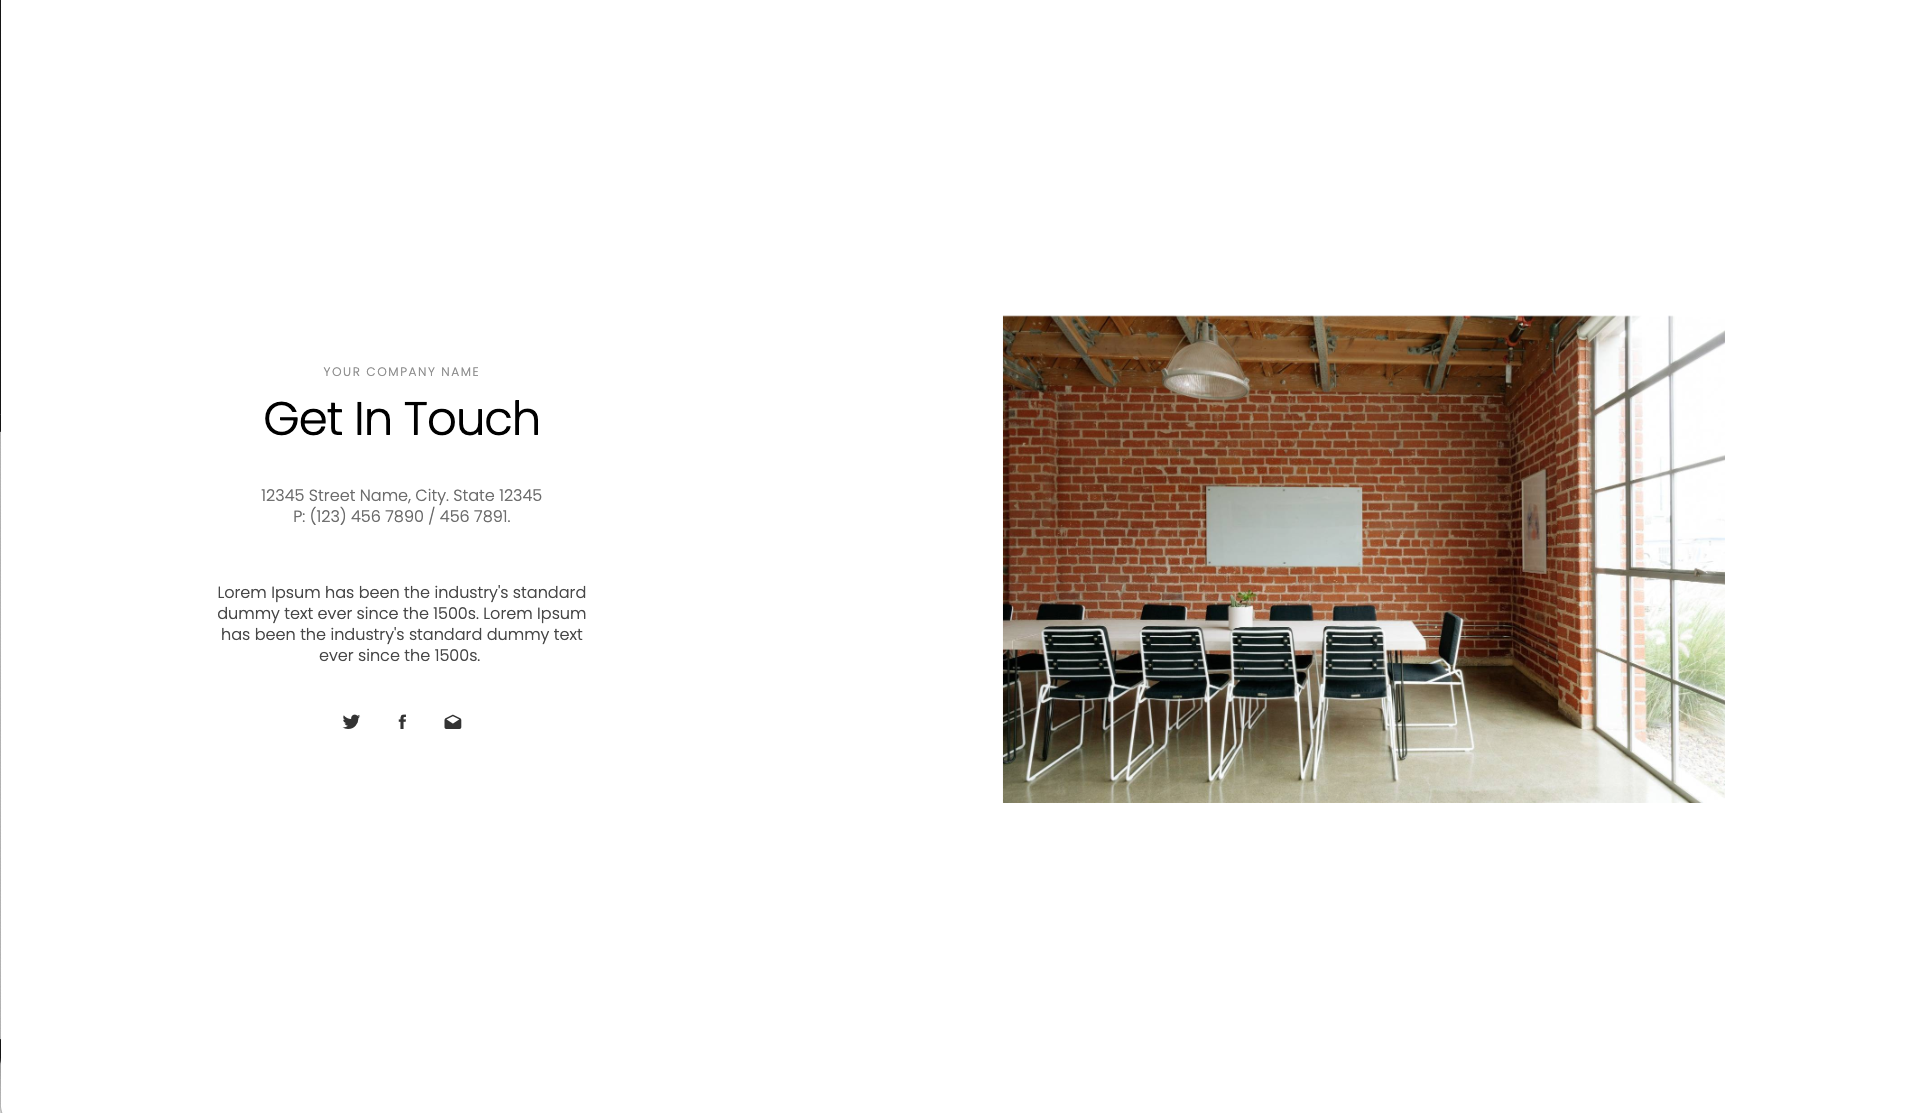 YOUR COMPANY NAME
Get In Touch
12345 Street Name, City. State 12345
P: (123) 456 7890 / 456 7891.
Lorem Ipsum has been the industry's standard
dummy text ever since the 1500s. Lorem Ipsum
has been the industry's standard dummy text
ever since the 1500s.